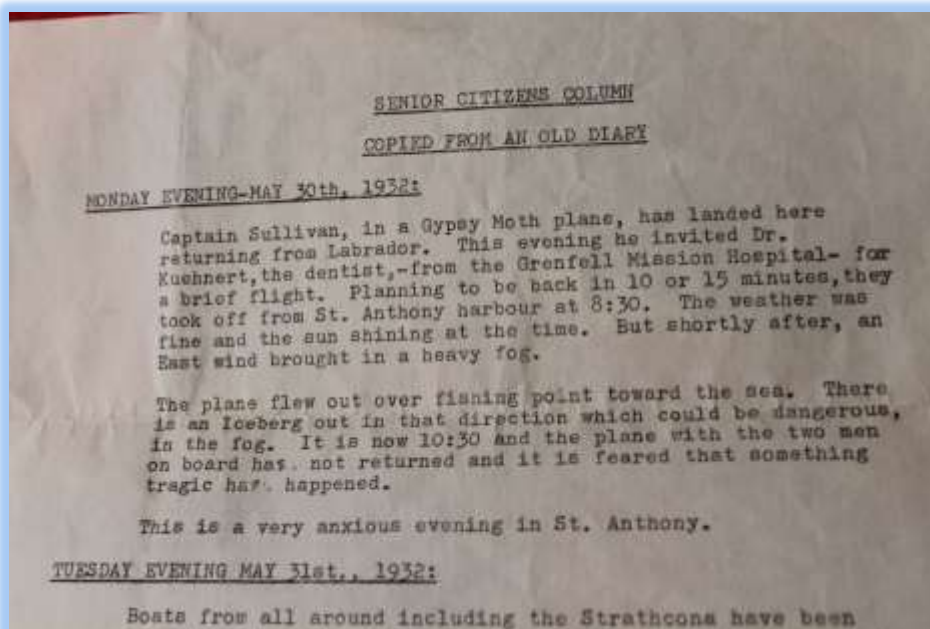 SENIOR CITIZENS COLUMN
COPIED FROM AN OLD DIARY
MONDAY EVENING-MAY 30th, 1932:
Captain Sullivan, in a Gypsy Moth plane, has landed here
returning from Labrador. This evening he invited Dr.
Kuehnert, the dentist,-from the Grenfell Mission Hospital- for
a brief flight. Planning to be back in 10 or 15 minutes, they
took off from St. Anthony harbour at 8:30. The weather was
fine and the sun shining at the time. But shortly after, an
East wind brought in a heavy fog.
The plane flew out over fishing point toward the sea. There
is an Iceberg out in that direction which could be dangerous,
in the fog. It is now 10:30 and the plane with the two men
on board has. not returned and it is feared that something
tragic has. happened.
This is a very anxious evening in St. Anthony.
TUESDAY EVENING MAY 31st., 1932:
Boats from all around including the Strathcona have been